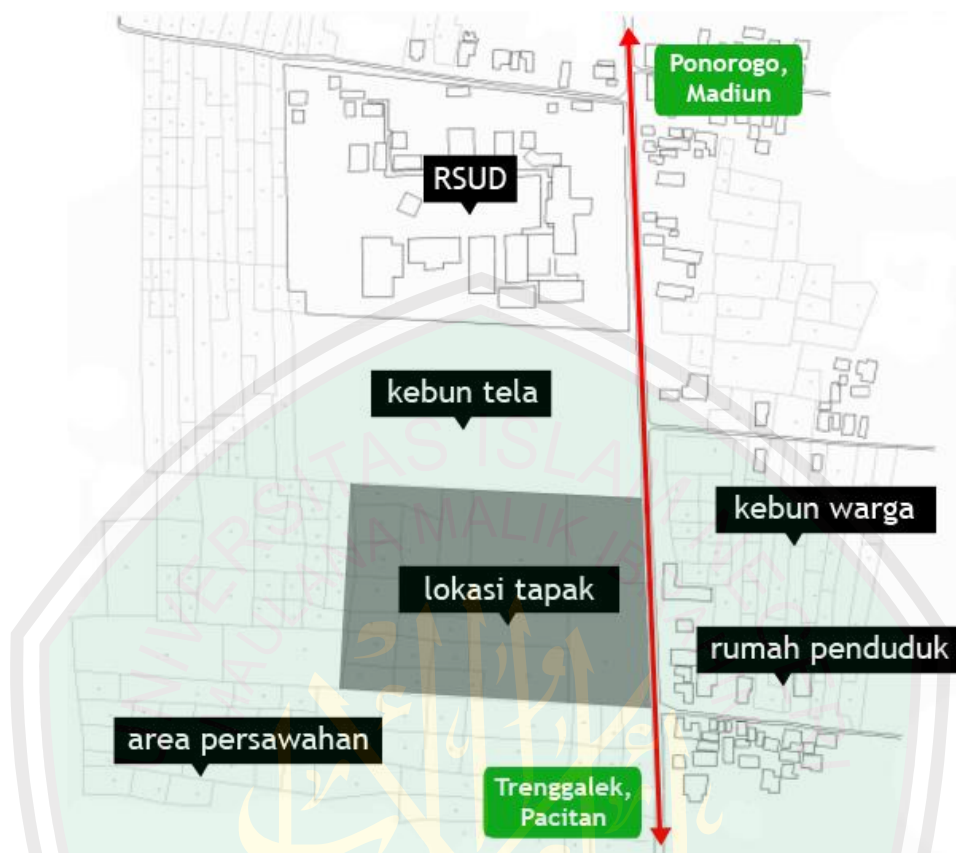 Ponorogo,
Madiun
RSUD
kebun tela
kebun warga
lokasi tapak
rumah penduduk
area persawahan
Trenggalek,
Pacitan